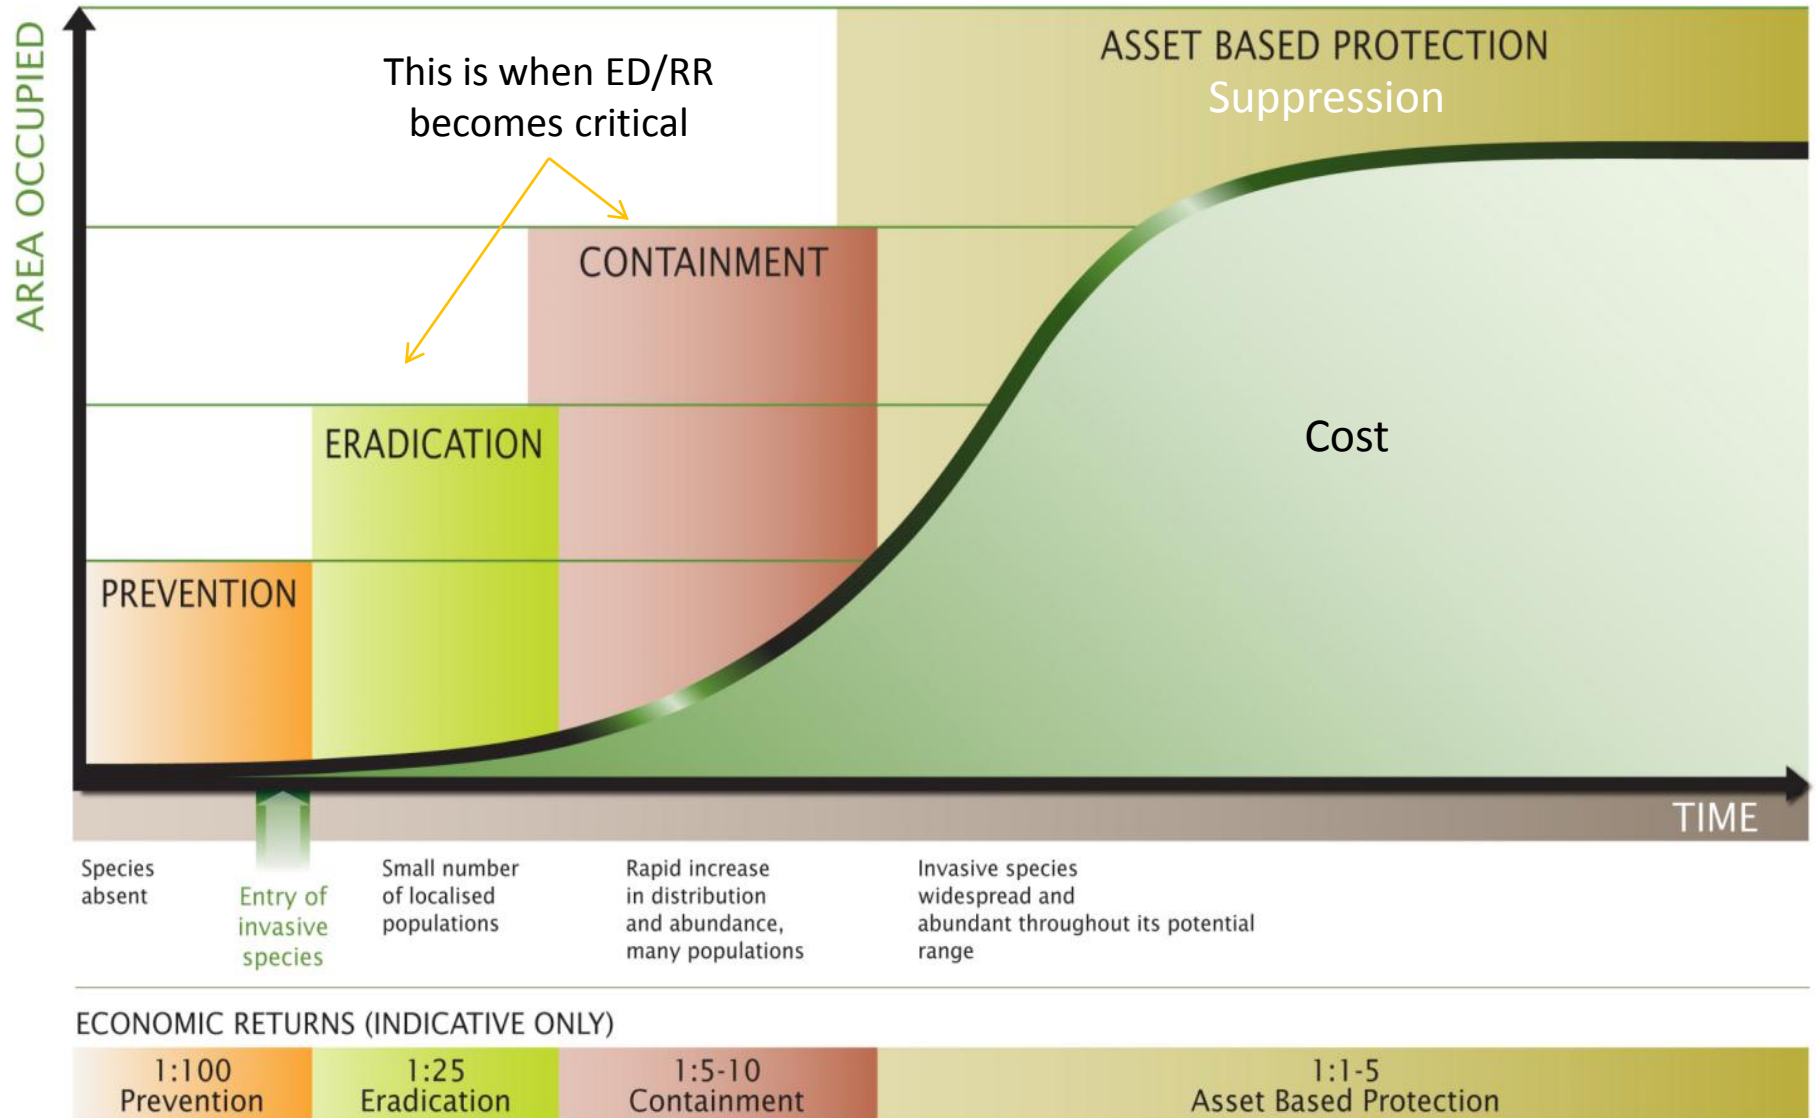 AREA OCCUPIED
This is when ED/RR
becomes critical
ASSET BASED PROTECTION
Suppression
CONTAINMENT
ERADICATION
Cost
PREVENTION
TIME
Species
absent
Entry of
invasive
species
Small number
of localised
populations
Rapid increase
in distribution
and abundance,
many populations
Invasive species
widespread and
abundant throughout its potential
range
ECONOMIC RETURNS (INDICATIVE ONLY)
1:100
Prevention
1:25
Eradication
1:5-10
Containment
1:1-5
Asset Based Protection